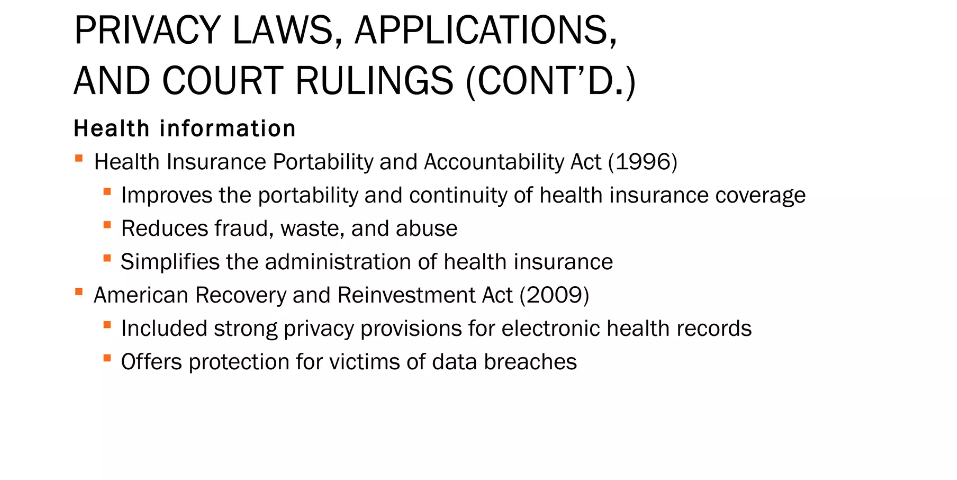 PRIVACY LAWS, APPLICATIONS,
AND COURT RULINGS (CONT’D.)
Health information
Health Insurance Portability and Accountability Act (1996)
Improves the portability and continuity of health insurance coverage
Reduces fraud, waste, and abuse
Simplifies the administration of health insurance
American Recovery and Reinvestment Act (2009)
Included strong privacy provisions for electronic health records
Offers protection for victims of data breaches